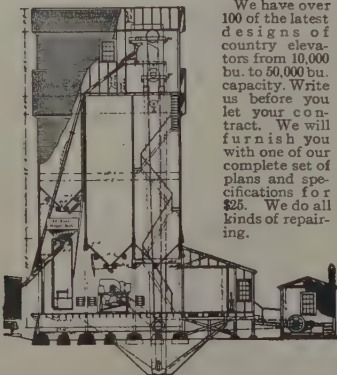 We have over
100 of the latest
designs of
country eleva-
tors from 10,000
bu. to 50,000 bu.
capacity. Write
us before you
let your con-
tract. We will
furnish you
with one of our
complete set of
plans and spe-
cifications for
$25. We do all
kinds of repair-
ing.